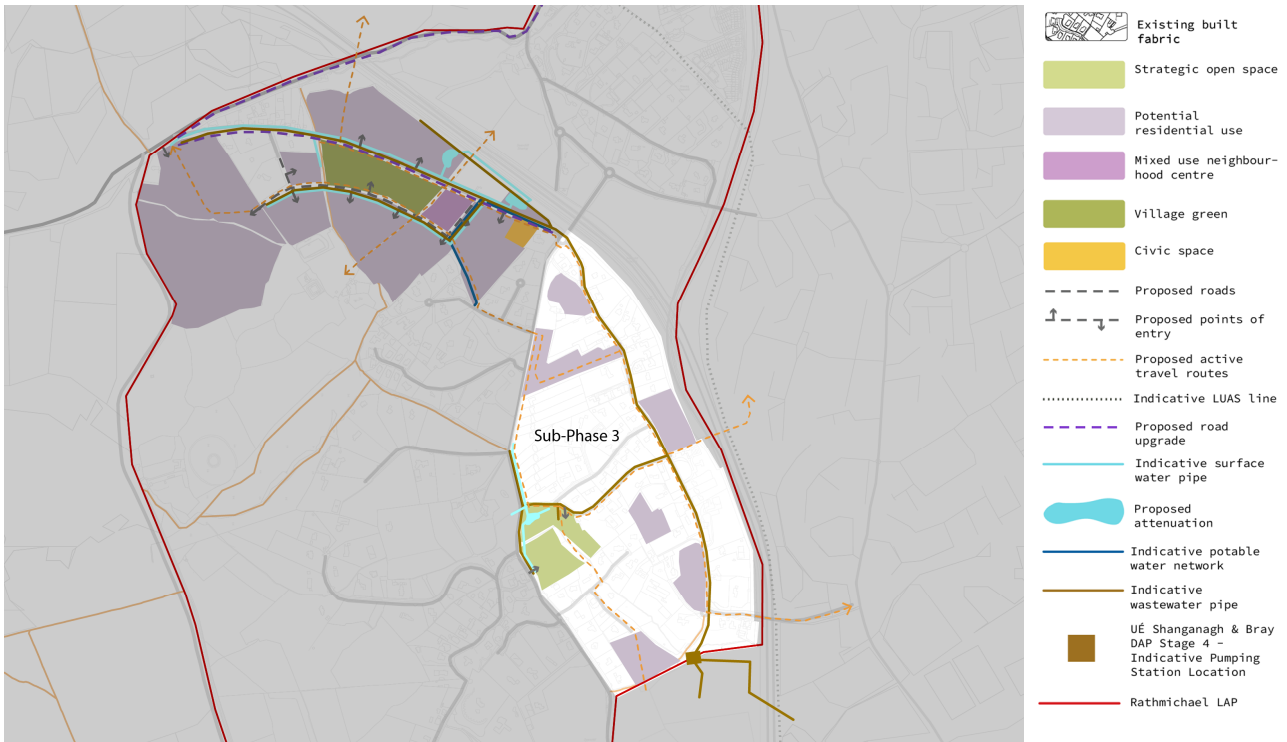 Sub-Phase 3
Existing built
fabric
Strategic open space
Potential
residential use
Mixed use neighbour-
hood centre
Village green
Civic space
Proposed roads
Proposed points of
entry
Proposed active
travel routes
Indicative LUAS line
Proposed road
upgrade
Indicative surface
water pipe
Proposed
attenuation
Indicative potable
water network
Indicative
wastewater pipe
UÉ Shanganagh & Bray
DAP Stage 4 –
Indicative Pumping
Station Location
Rathmichael LAP